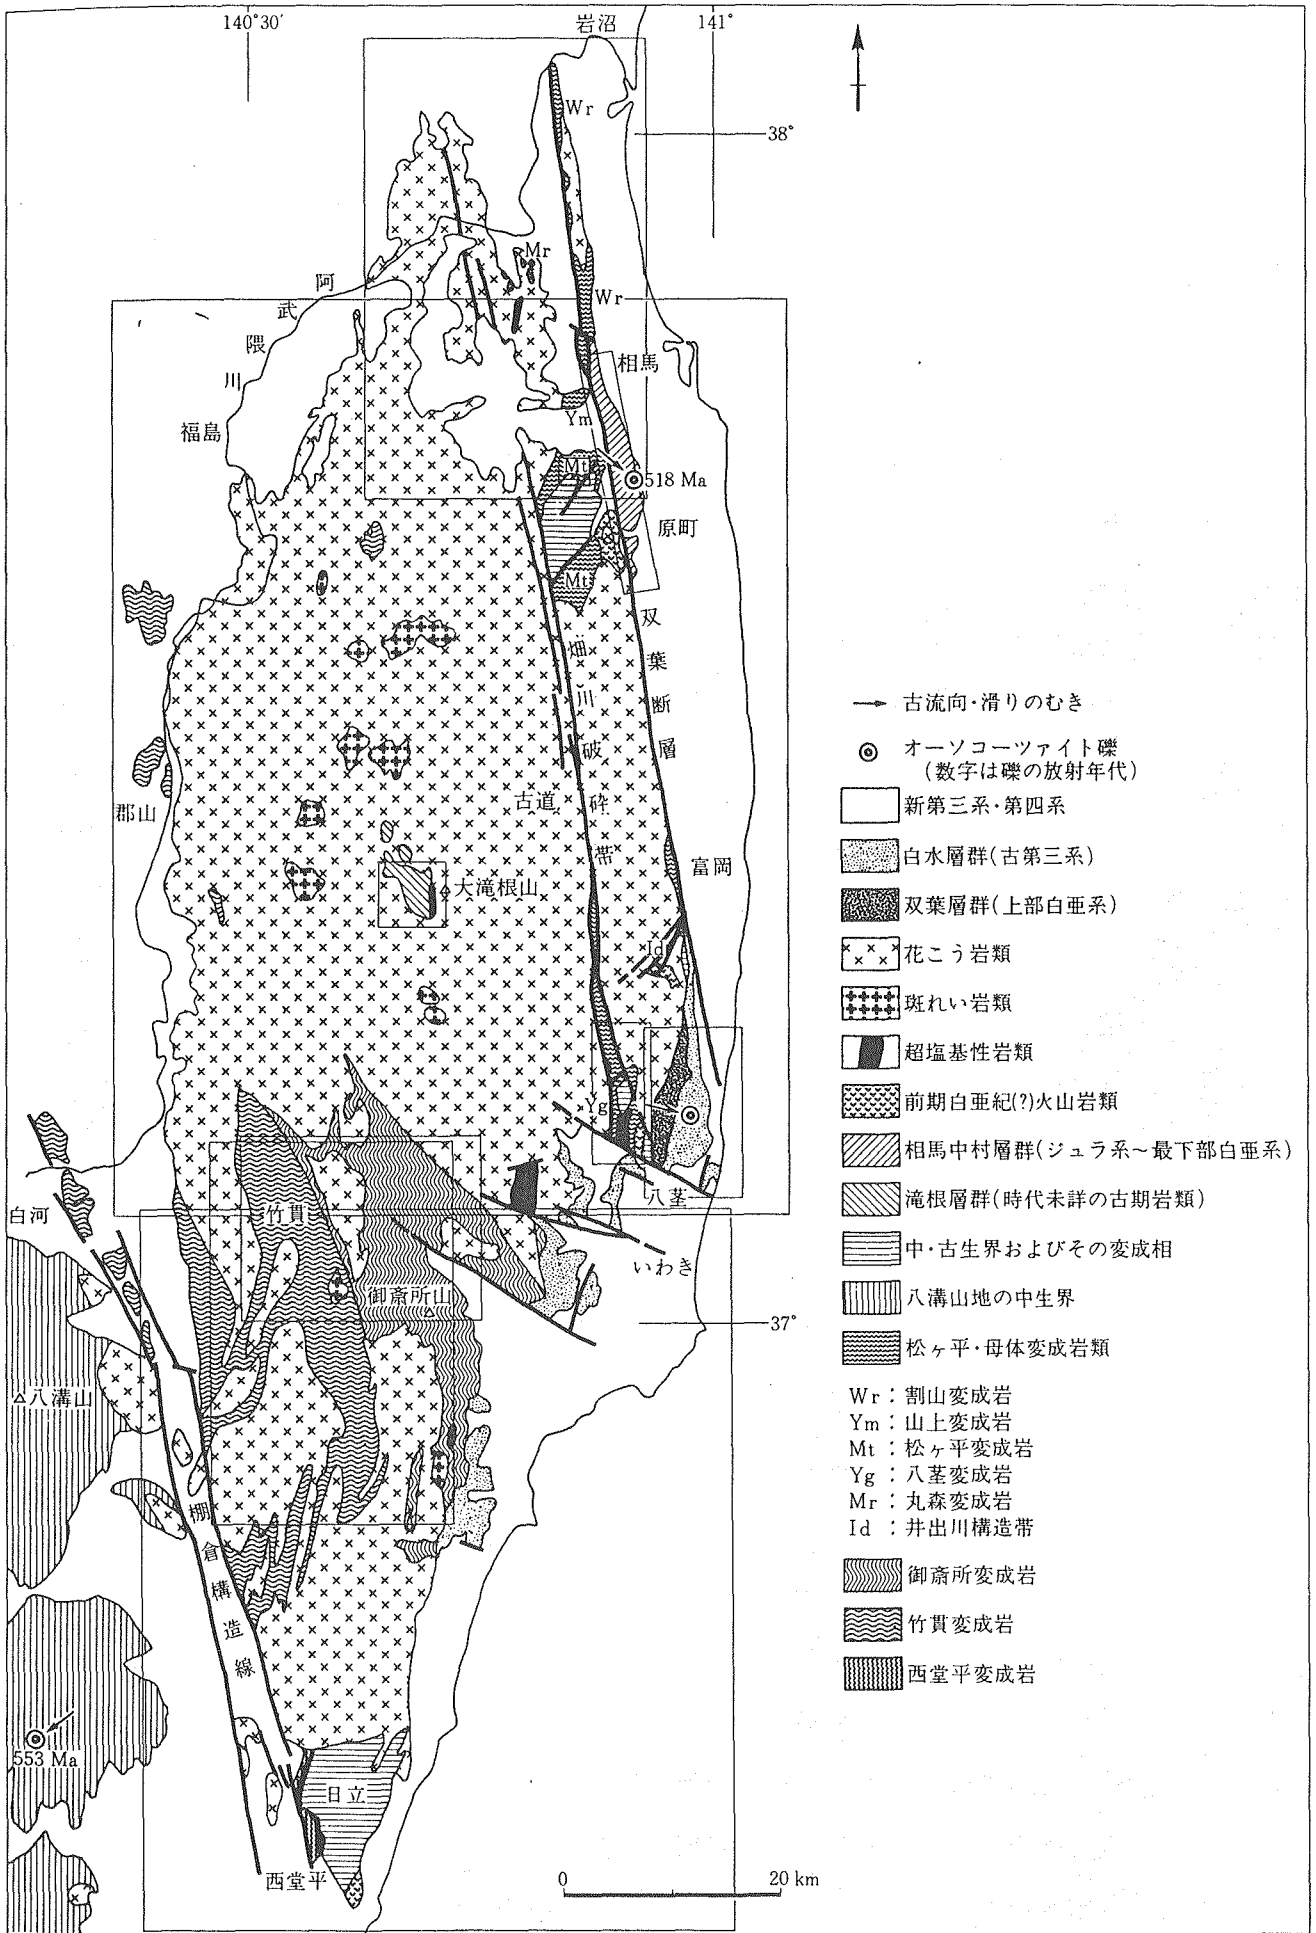 140°30′
岩沼
141°
Wr
38°
Mr
阿武隈川
Wr
相馬
福島
Ym
Mt
518 Ma
原町
Mt
双葉断層
畑川破砕帯
古道
郡山
富岡
大滝根山
Id
Yg
八茎
白河
竹貫
いわき
御斎所山
37°
八溝山
棚倉構造線
553 Ma
日立
西堂平
0
20 km
古流向・滑りのむき
オーソコーツァイト礫
(数字は礫の放射年代)
新第三系・第四系
白水層群(古第三系)
双葉層群(上部白亜系)
花こう岩類
斑れい岩類
超塩基性岩類
前期白亜紀(?)火山岩類
相馬中村層群(ジュラ系〜最下部白亜系)
滝根層群(時代未詳の古期岩類)
中・古生界およびその変成相
八溝山地の中生界
松ヶ平・母体変成岩類
Wr：割山変成岩
Ym：山上変成岩
Mt：松ヶ平変成岩
Yg：八茎変成岩
Mr：丸森変成岩
Id：井出川構造帯
御斎所変成岩
竹貫変成岩
西堂平変成岩